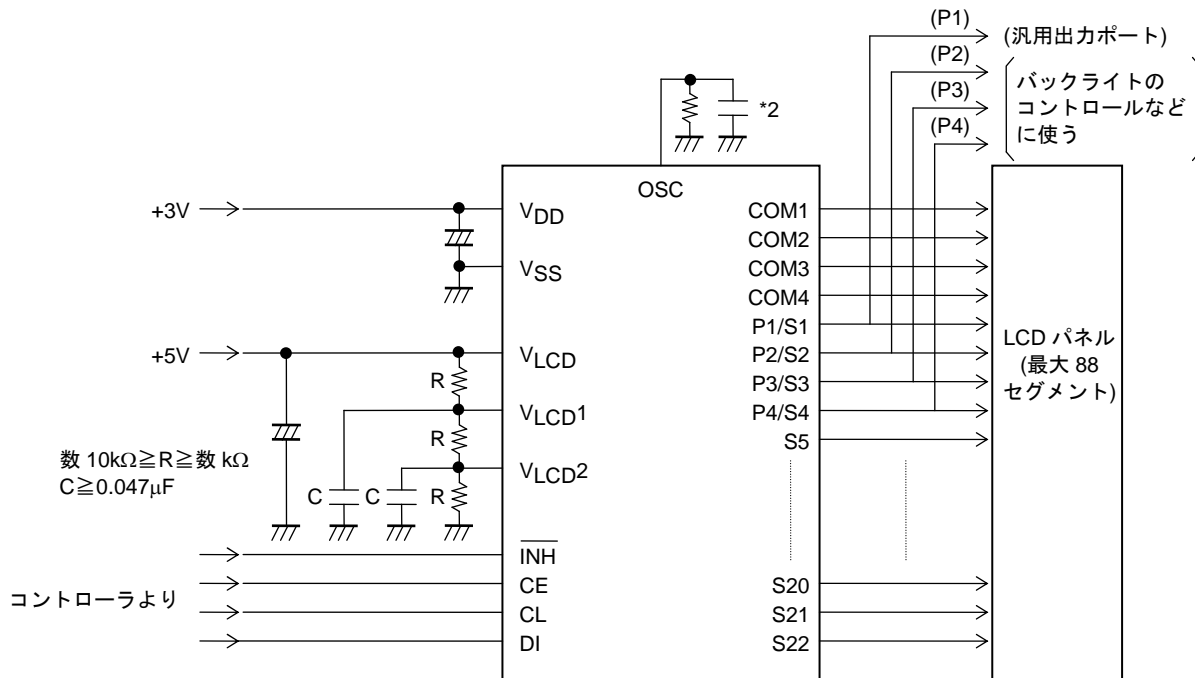 (P1)
(汎用出力ポート)
(P2)
(P3)
(P4)
バックライトの
コントロールなど
に使う
*2
OSC
+3V
VDD
VSS
+5V
VLCD
R
VLCD1
R
VLCD2
R
C
C
数 10kΩ≧R≧数 kΩ
C≧0.047μF
INH
CE
CL
DI
コントローラより
COM1
COM2
COM3
COM4
P1/S1
P2/S2
P3/S3
P4/S4
S5
S20
S21
S22
LCD パネル
(最大 88
セグメント)